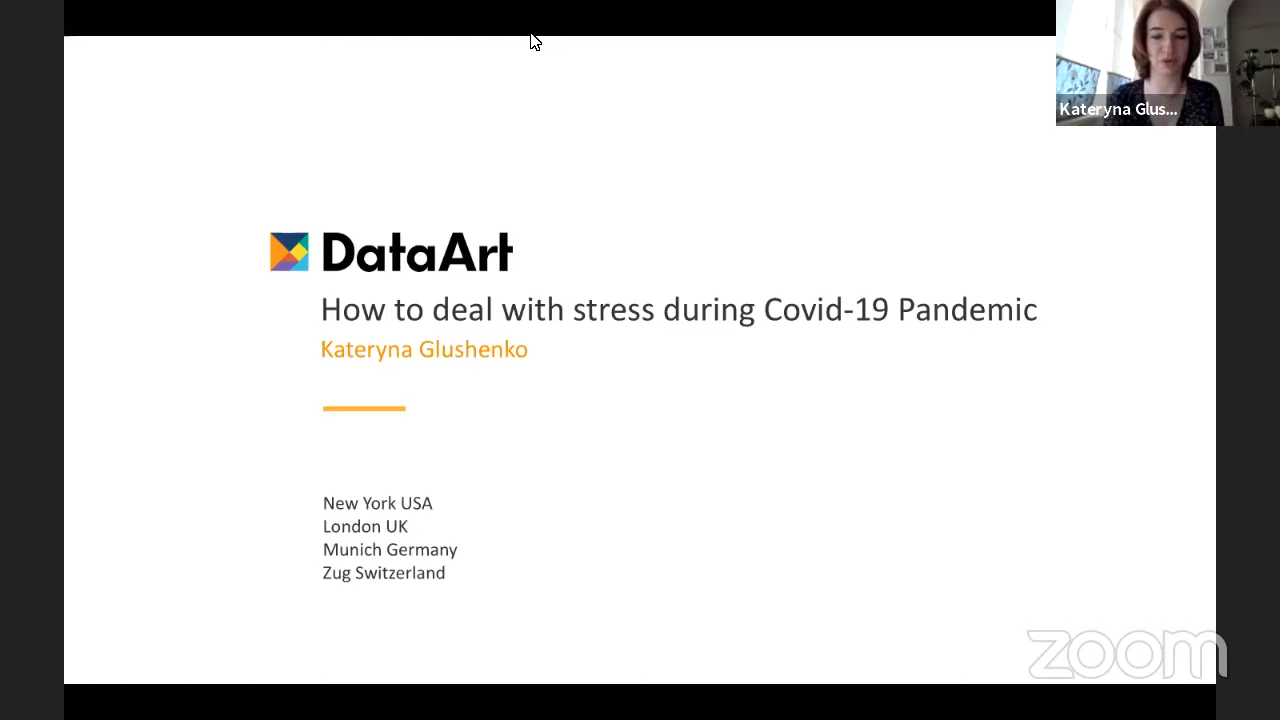 Kateryna Glus...
DataArt
How to deal with stress during Covid-19 Pandemic
Kateryna Glushenko
New York USA
London UK
Munich Germany
Zug Switzerland
zoom